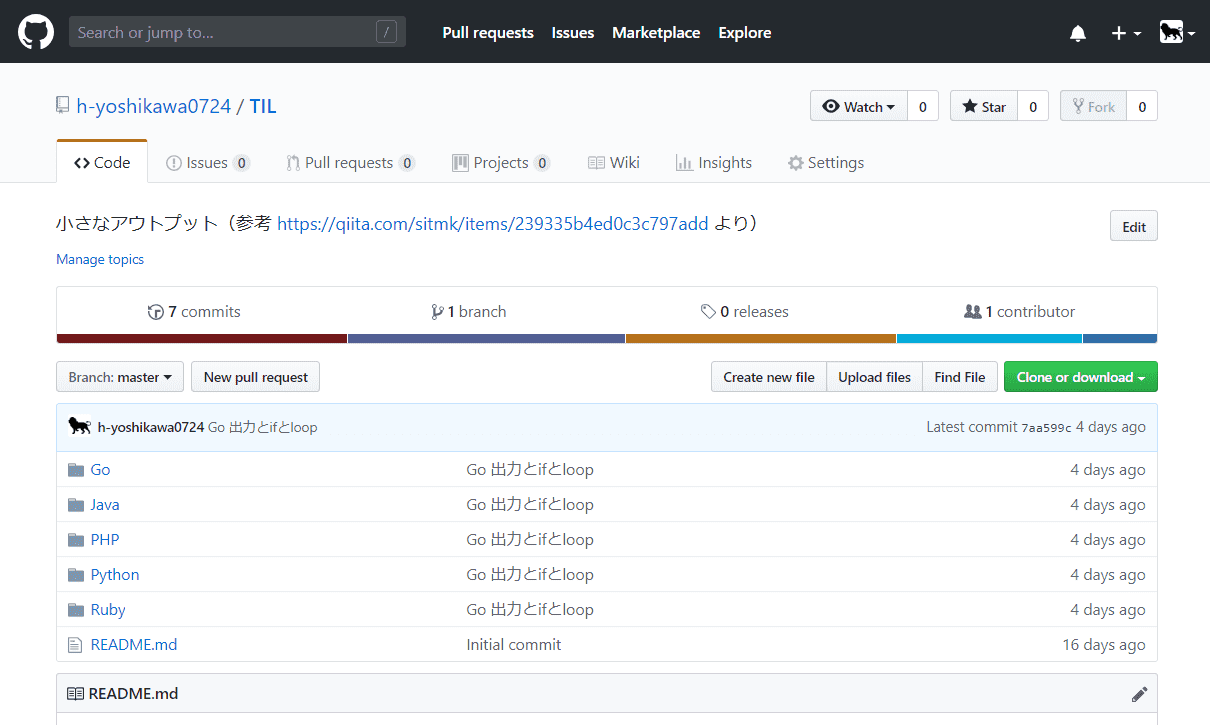 Search or jump to... /
Pull requests Issues Marketplace Explore
h-yoshikawa0724 / TIL
Watch 0 Star 0 Fork 0
Code Issues 0 Pull requests 0 Projects 0 Wiki Insights Settings
小さなアウトプット（参考 https://qiita.com/sitmk/items/239335b4ed0c3c797add より）
Edit
Manage topics
7 commits 1 branch 0 releases 1 contributor
Branch: master New pull request Create new file Upload files Find File Clone or download
h-yoshikawa0724 Go 出力とifとloop Latest commit 7aa599c 4 days ago
Go Go 出力とifとloop 4 days ago
Java Go 出力とifとloop 4 days ago
PHP Go 出力とifとloop 4 days ago
Python Go 出力とifとloop 4 days ago
Ruby Go 出力とifとloop 4 days ago
README.md Initial commit 16 days ago
README.md